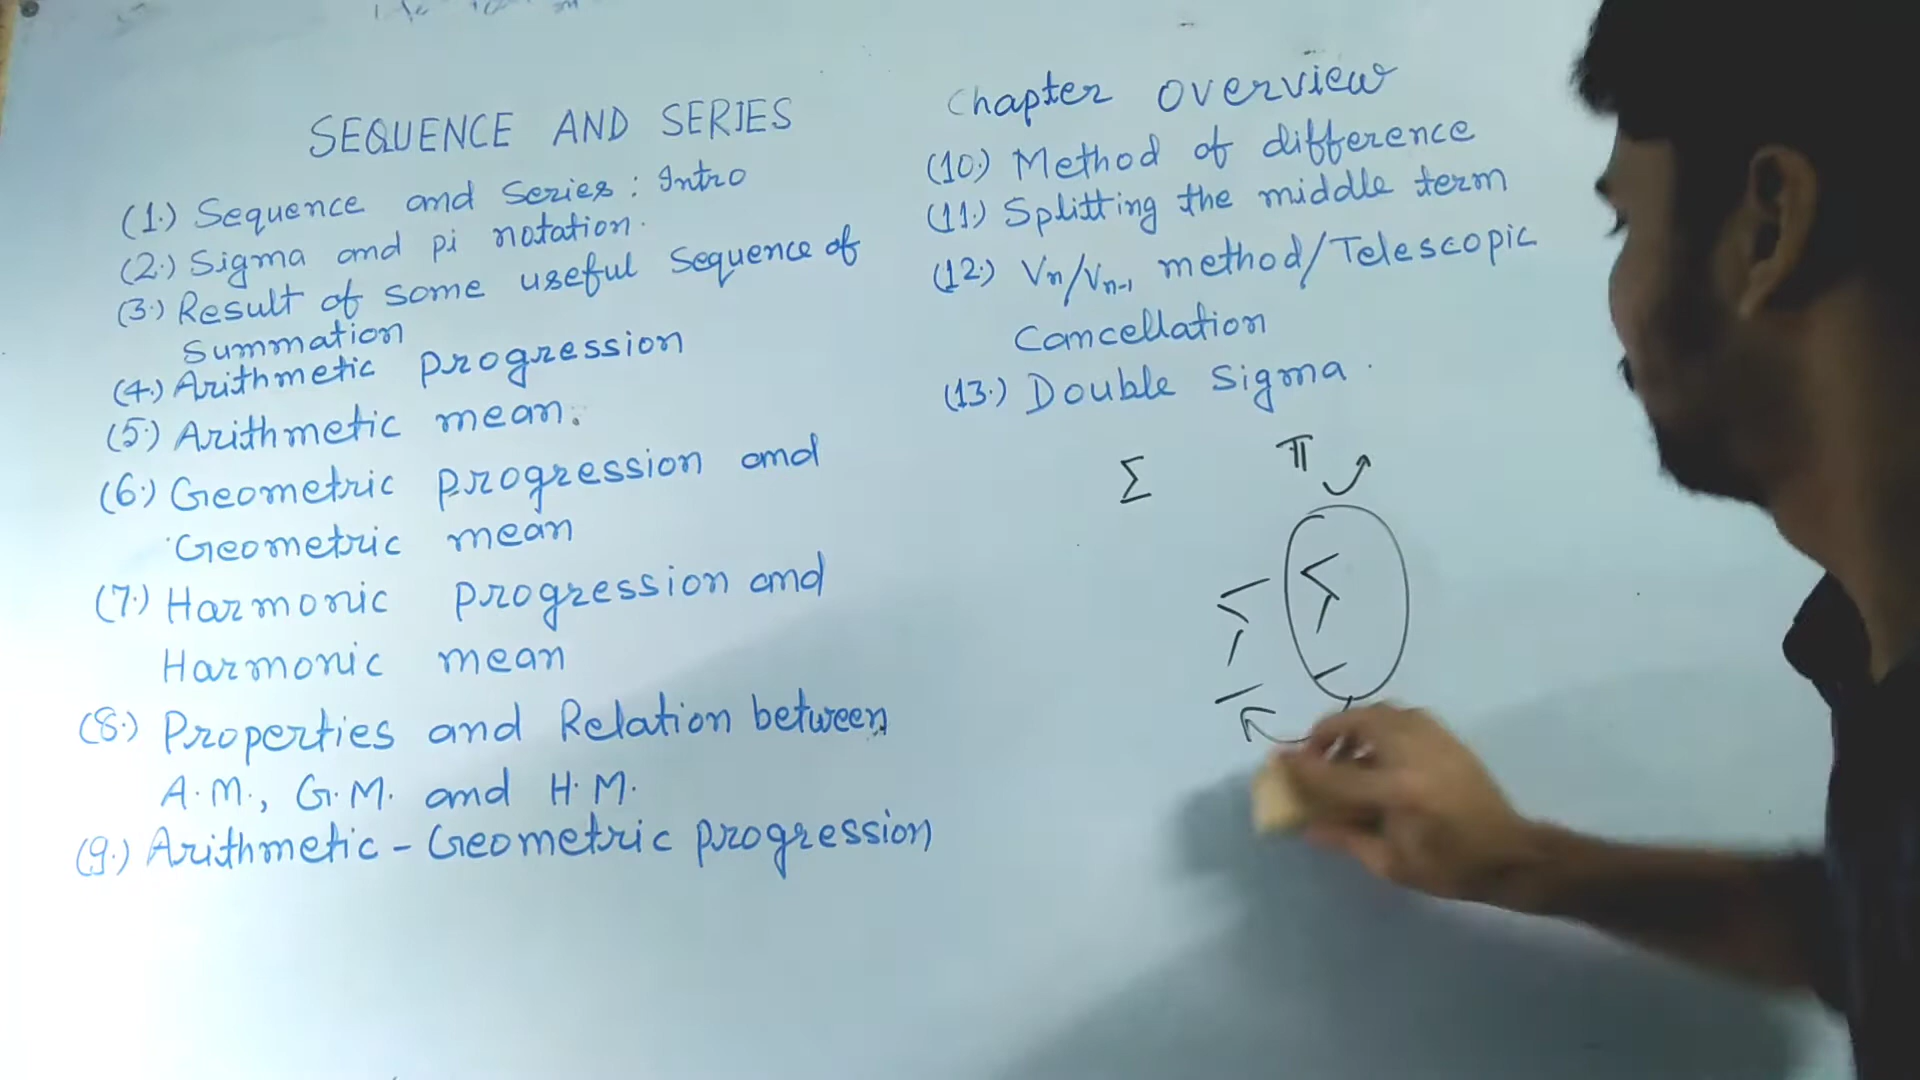 SEQUENCE AND SERIES
(1.) Sequence and Series: Intro
(2.) Sigma and pi notation.
(3.) Result of some useful Sequence of
Summation
(4.) Arithmetic progression
(5.) Arithmetic mean.
(6.) Geometric progression and
Geometric mean
(7.) Harmonic progression and
Harmonic mean
(8.) Properties and Relation between
A.M., G.M. and H.M.
(9.) Arithmetic-Geometric progression
Chapter overview
(10.) Method of difference
(11.) Splitting the middle term
(12.) Vn/Vn-1 method/Telescopic
Cancellation
(13.) Double Sigma.
Σ π
Σ Σ